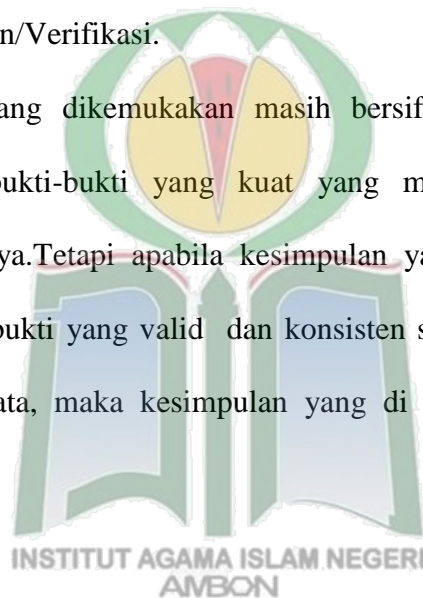 n/Verifikasi.
ang dikemukakan masih bersif
bukti-bukti yang kuat yang m
ya.Tetapi apabila kesimpulan ya
bukti yang valid dan konsisten s
ata, maka kesimpulan yang di
INSTITUT AGAMA ISLAM NEGERI
AMBON